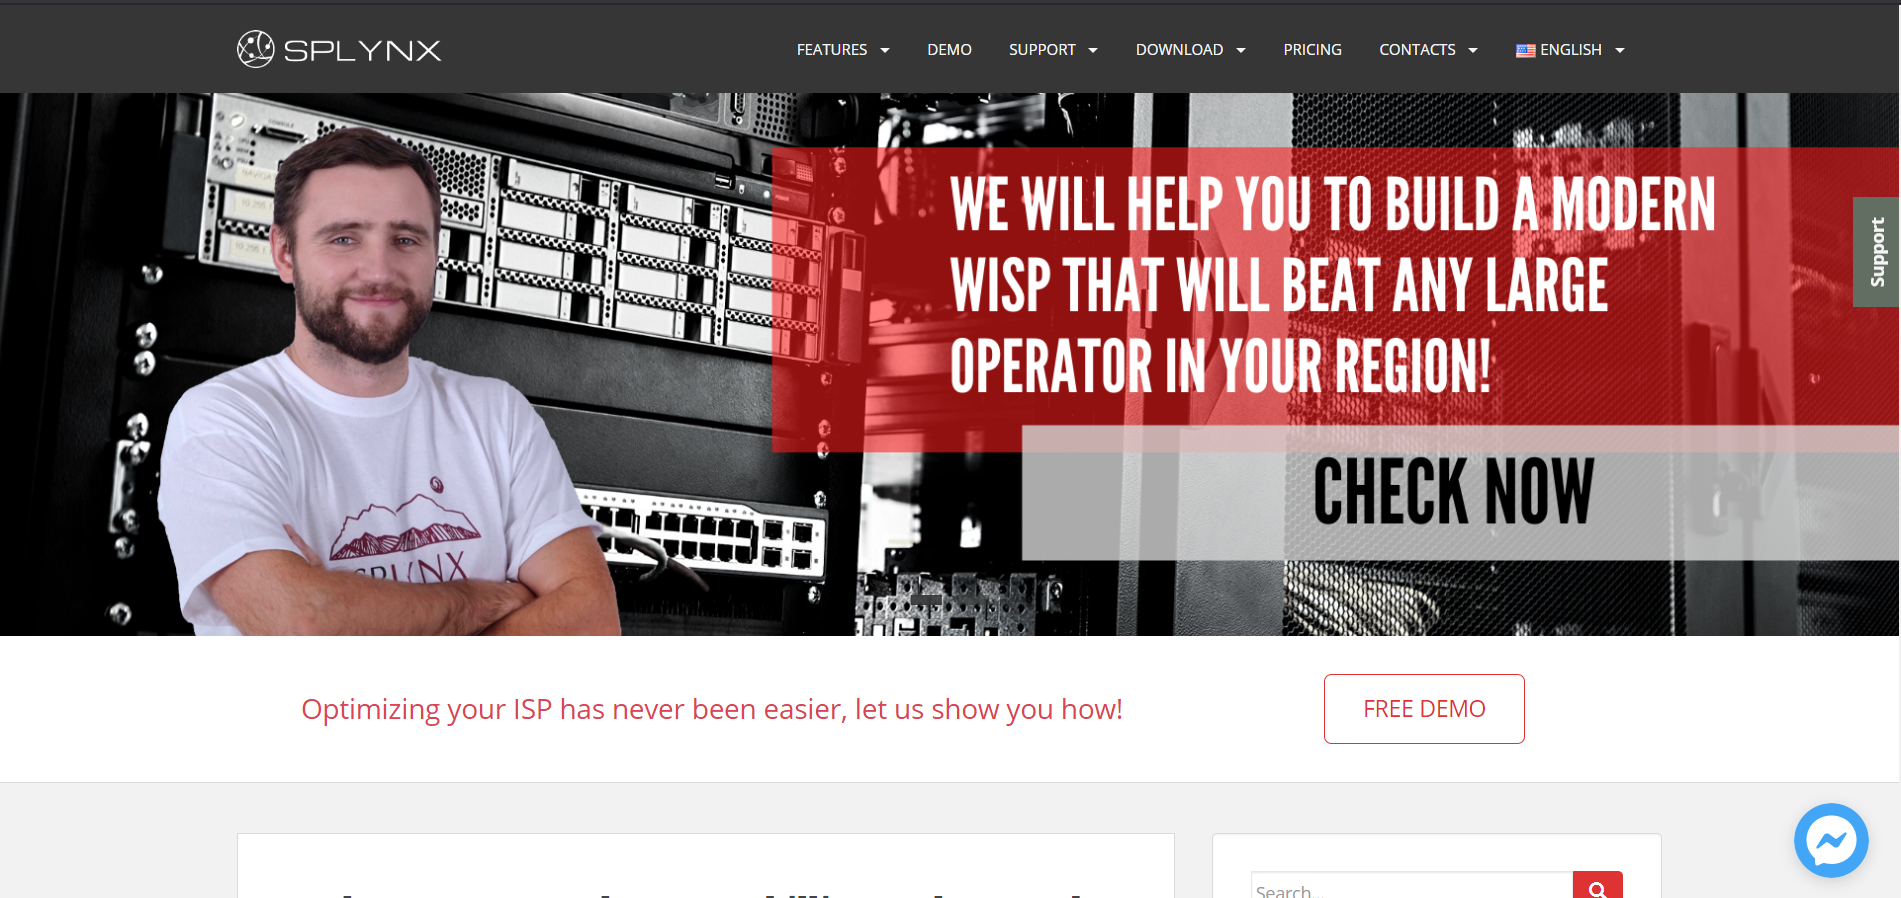 SPLYNX
FEATURES
DEMO
SUPPORT
DOWNLOAD
PRICING
CONTACTS
ENGLISH
CONSOLE
WE WILL HELP YOU TO BUILD A MODERN
WISP THAT WILL BEAT ANY LARGE
OPERATOR IN YOUR REGION!
Support
CHECK NOW
SPLYNX
Optimizing your ISP has never been easier, let us show you how!
FREE DEMO
Search...